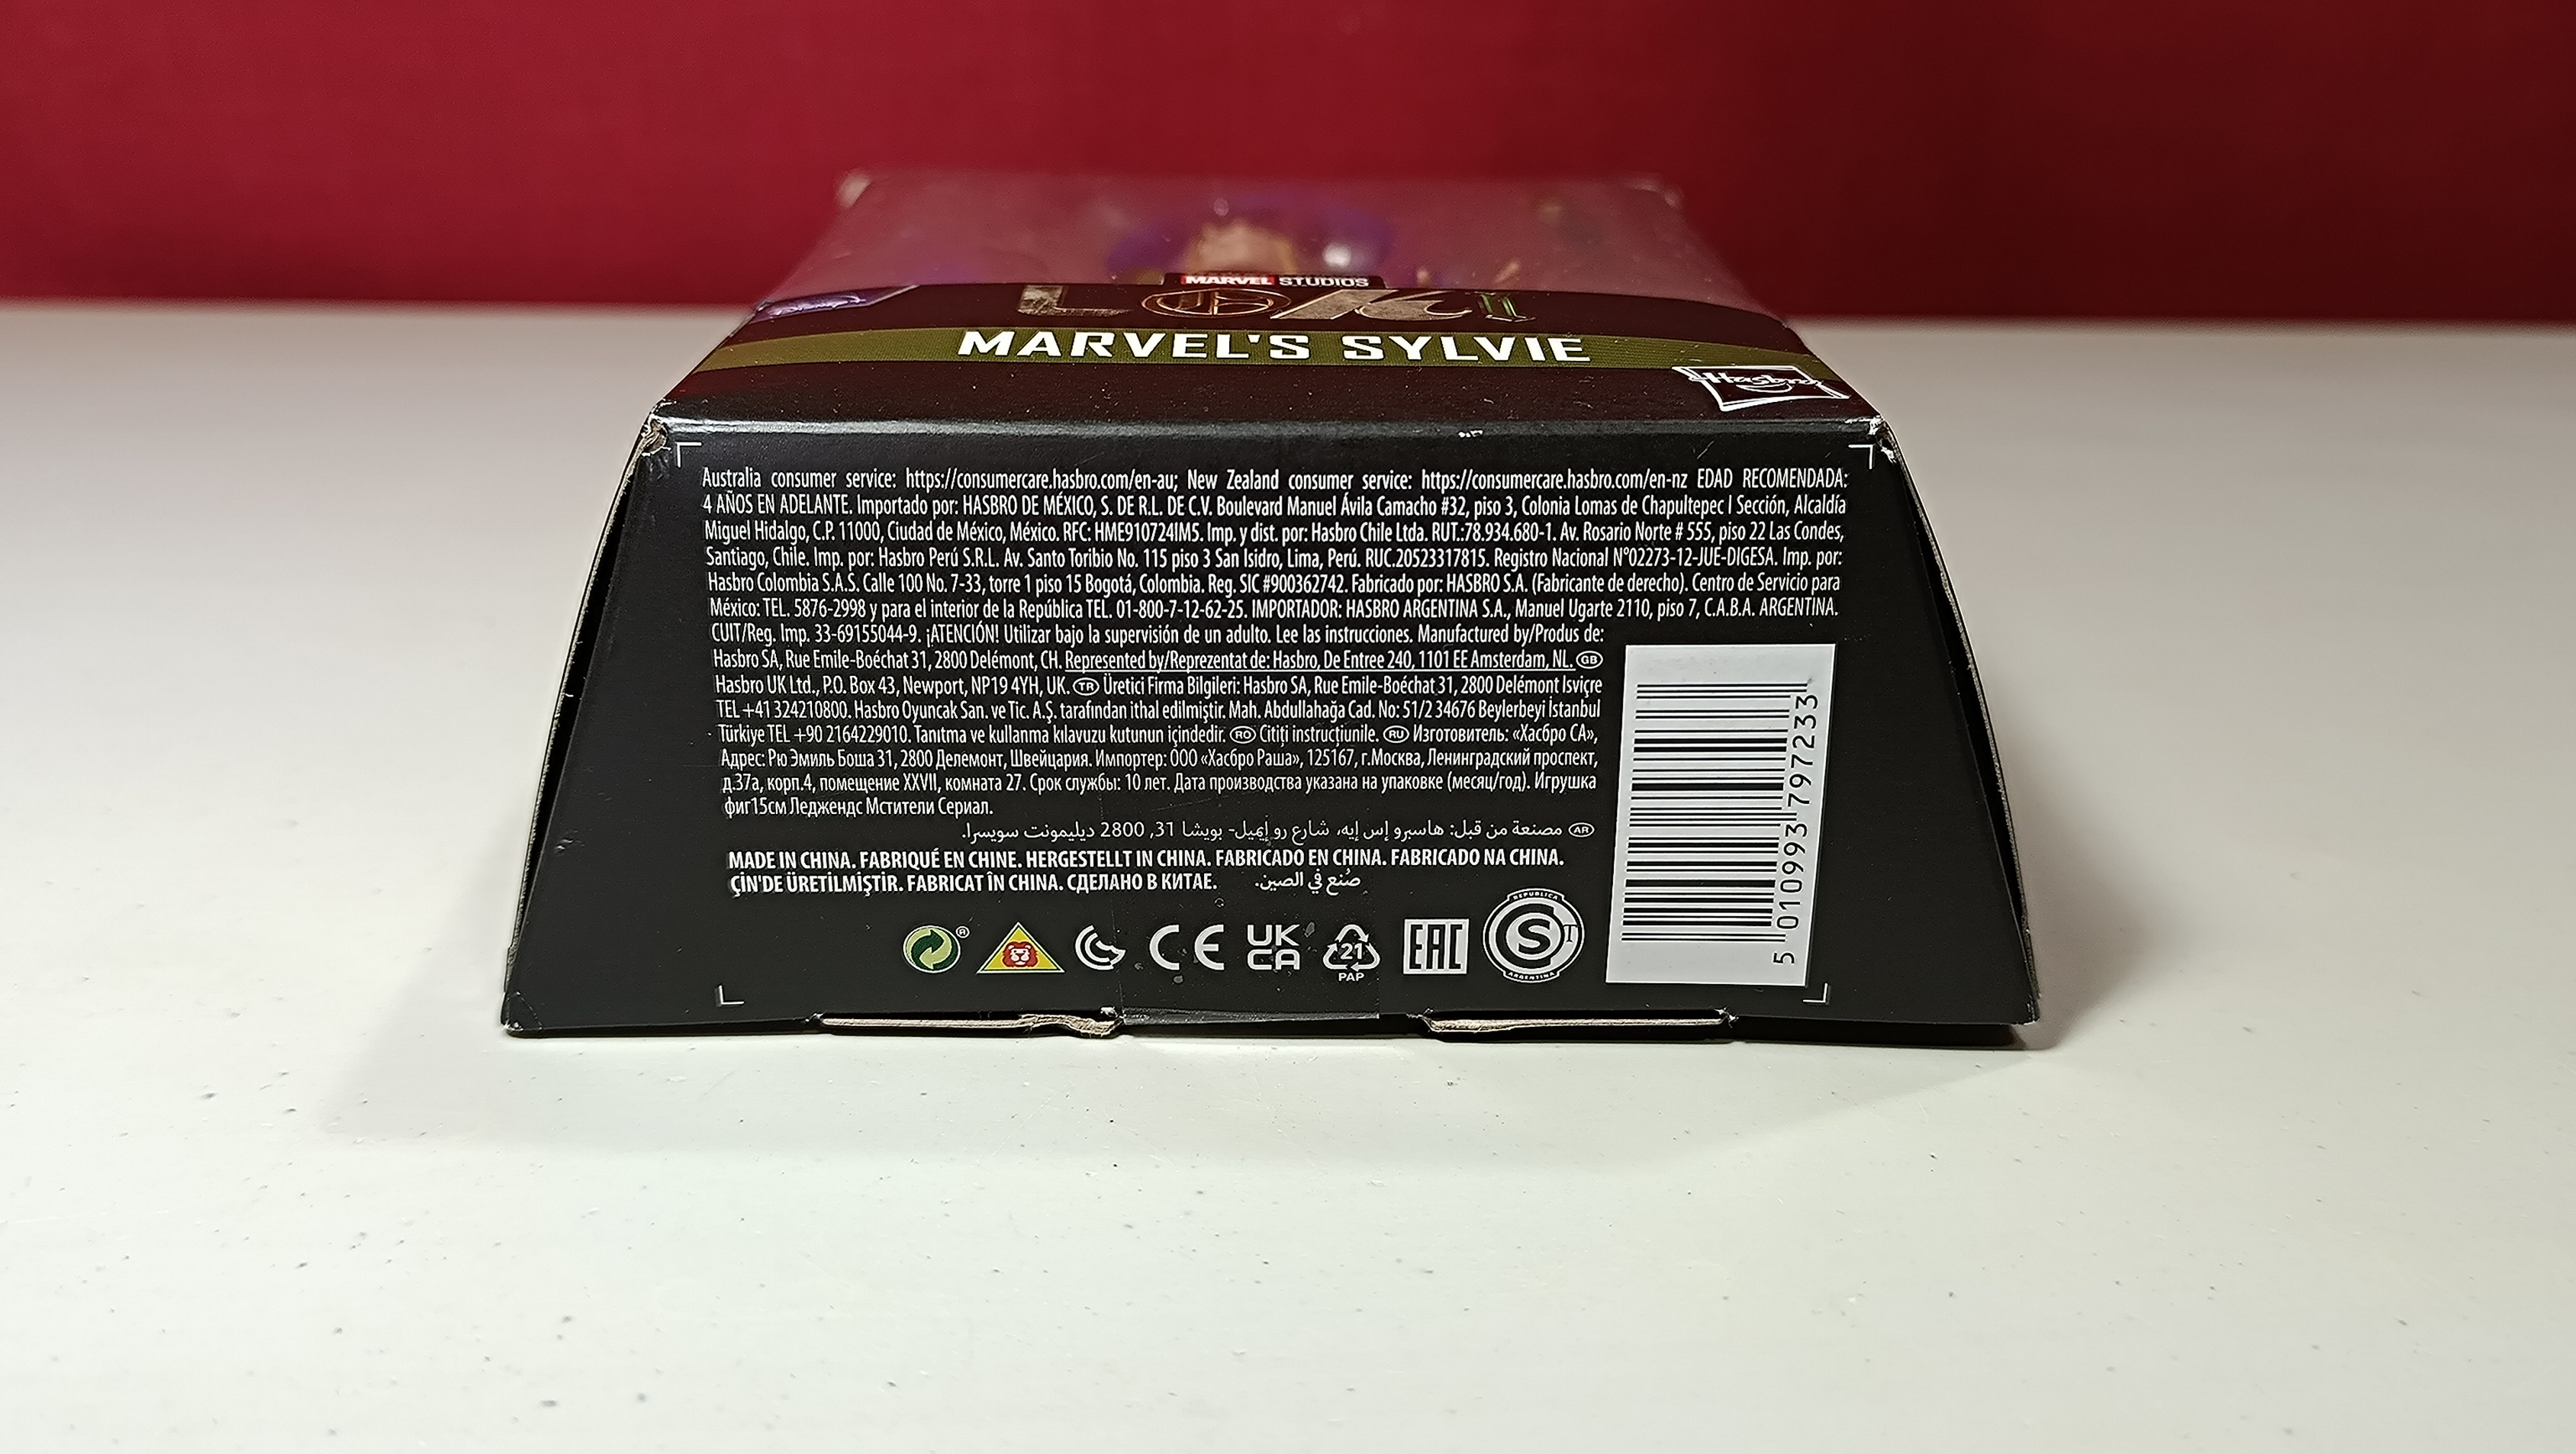 MARVEL STUDIOS
LOKI
MARVEL'S SYLVIE
Hasbro
Australia consumer service: https://consumercare.hasbro.com/en-au; New Zealand consumer service: https://consumercare.hasbro.com/en-nz EDAD RECOMENDADA:
4 AÑOS EN ADELANTE. Importado por: HASBRO DE MÉXICO, S. DE R.L. DE C.V. Boulevard Manuel Ávila Camacho #32, piso 3, Colonia Lomas de Chapultepec I Sección, Alcaldía
Miguel Hidalgo, C.P. 11000, Ciudad de México, México. RFC: HME910724IM5. Imp. y dist. por: Hasbro Chile Ltda. RUT.:78.934.680-1. Av. Rosario Norte # 555, piso 22 Las Condes,
Santiago, Chile. Imp. por: Hasbro Perú S.R.L. Av. Santo Toribio No. 115 piso 3 San Isidro, Lima, Perú. RUC.20523317815. Registro Nacional N°02273-12-JUE-DIGESA. Imp. por:
Hasbro Colombia S.A.S. Calle 100 No. 7-33, torre 1 piso 15 Bogotá, Colombia. Reg. SIC #900362742. Fabricado por: HASBRO S.A. (Fabricante de derecho). Centro de Servicio para
México: TEL. 5876-2998 y para el interior de la República TEL. 01-800-7-12-62-25. IMPORTADOR: HASBRO ARGENTINA S.A., Manuel Ugarte 2110, piso 7, C.A.B.A. ARGENTINA.
CUIT/Reg. Imp. 33-69155044-9. ¡ATENCIÓN! Utilizar bajo la supervisión de un adulto. Lee las instrucciones. Manufactured by/Produs de:
Hasbro SA, Rue Emile-Boéchat 31, 2800 Delémont, CH. Represented by/Reprezentat de: Hasbro, De Entree 240, 1101 EE Amsterdam, NL. GB
Hasbro UK Ltd., P.O. Box 43, Newport, NP19 4YH, UK. TR Üretici Firma Bilgileri: Hasbro SA, Rue Emile-Boéchat 31, 2800 Delémont İsviçre
TEL +41 324210800. Hasbro Oyuncak San. ve Tic. A.Ş. tarafından ithal edilmiştir. Mah. Abdullahağa Cad. No: 51/2 34676 Beylerbeyi İstanbul
Türkiye TEL +90 2164229010. Tanıtma ve kullanma kılavuzu kutunun içindedir. RO Citiți instrucțiunile. RU Изготовитель: «Хасбро СА»,
Адрес: Рю Эмиль Боша 31, 2800 Делемонт, Швейцария. Импортер: ООО «Хасбро Раша», 125167, г.Москва, Ленинградский проспект,
д.37а, корп.4, помещение XXVII, комната 27. Срок службы: 10 лет. Дата производства указана на упаковке (месяц/год). Игрушка
фиг15см Леджендс Мстители Сериал.
AR مصنعة من قبل: هاسبرو إس إيه، شارع رو إيميل- بويشا 31, 2800 ديليمونت سويسرا.
MADE IN CHINA. FABRIQUÉ EN CHINE. HERGESTELLT IN CHINA. FABRICADO EN CHINA. FABRICADO NA CHINA.
ÇİN'DE ÜRETİLMİŞTİR. FABRICAT ÎN CHINA. СДЕЛАНО В КИТАЕ. صُنع في الصين.
® CE UK CA 21 PAP EAC REPUBLICA S T ARGENTINA
5 010993 797233